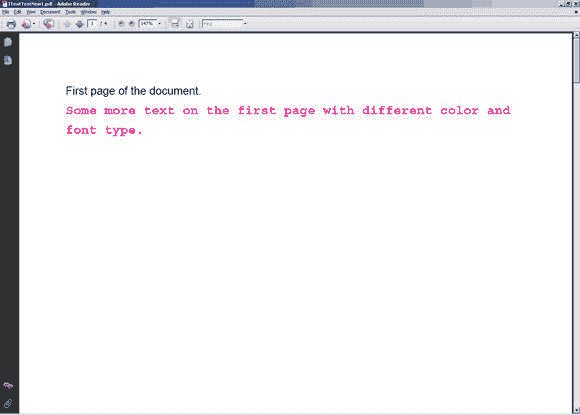 ITextTestNew1.pdf - Adobe Reader
File Edit View Document Tools Window Help
1 / 4 147% Find
First page of the document.
Some more text on the first page with different color and
font type.